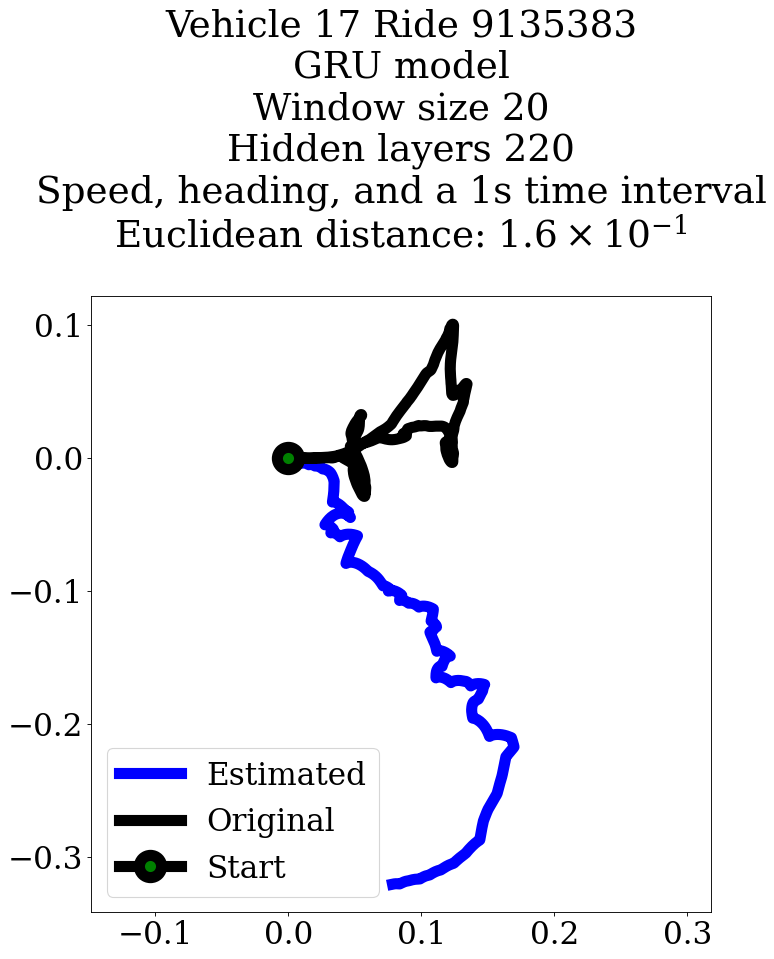 Vehicle 17 Ride 9135383
GRU model
Window size 20
Hidden layers 220
Speed, heading, and a 1s time interval
Euclidean distance: 1.6 × 10⁻¹
0.1
0.0
−0.1
−0.2
−0.3
Estimated
Original
Start
−0.1 0.0 0.1 0.2 0.3